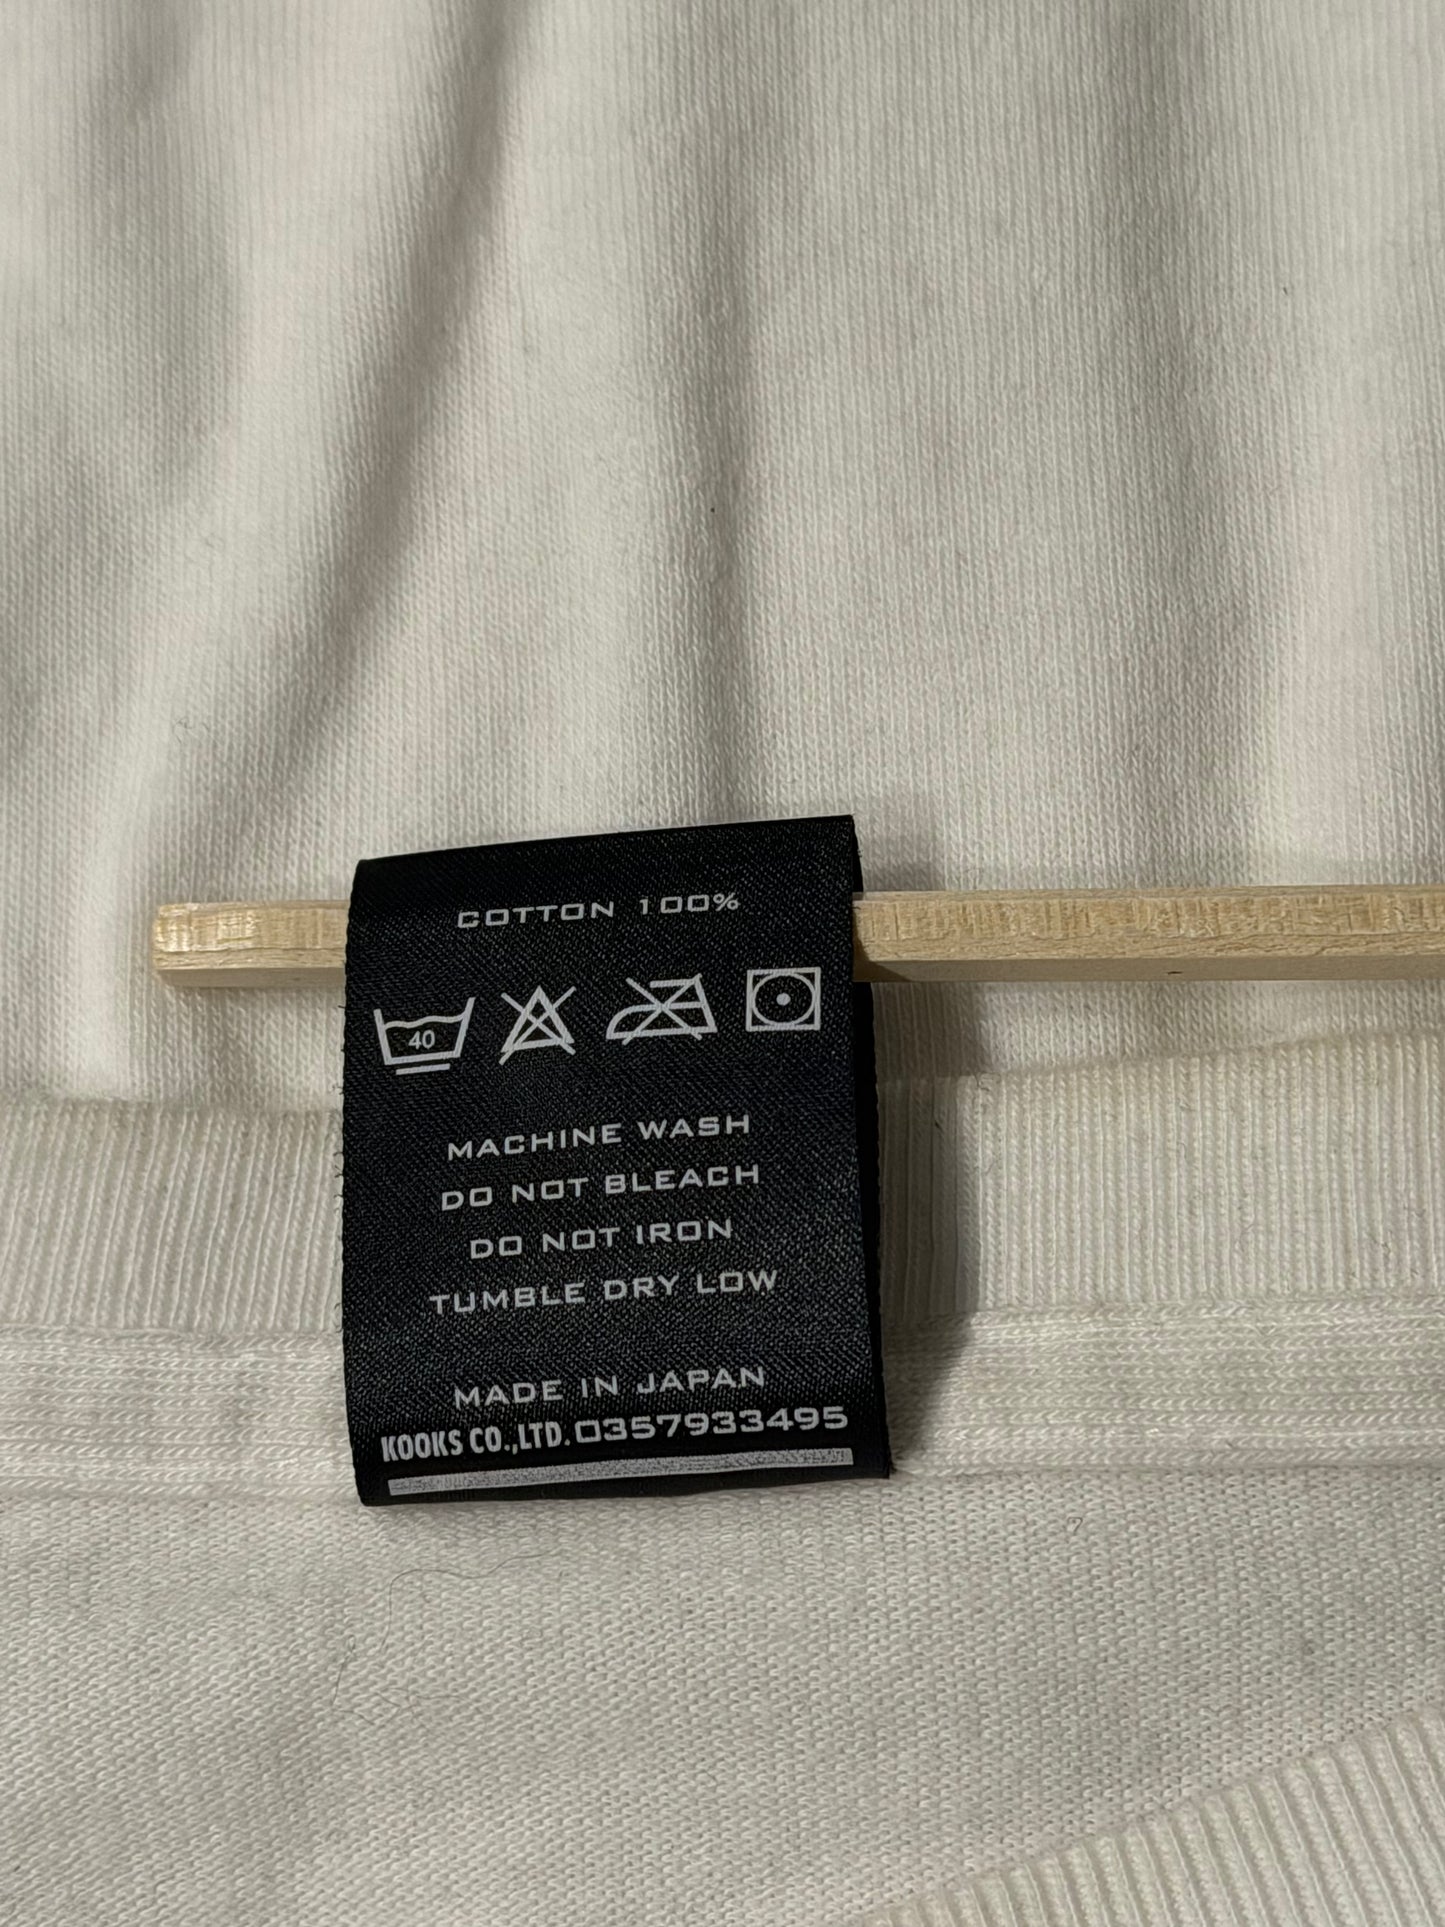 COTTON 100%
40
MACHINE WASH
DO NOT BLEACH
DO NOT IRON
TUMBLE DRY LOW
MADE IN JAPAN
KOOKS CO.,LTD. 0357933495